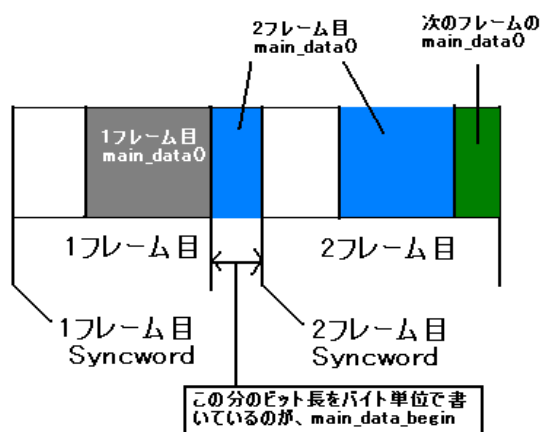 2フレーム目
main_data()
次のフレームの
main_data()
1フレーム目
main_data()
1フレーム目
2フレーム目
1フレーム目
Syncword
2フレーム目
Syncword
この分のビット長をバイト単位で書
いているのが、main_data_begin